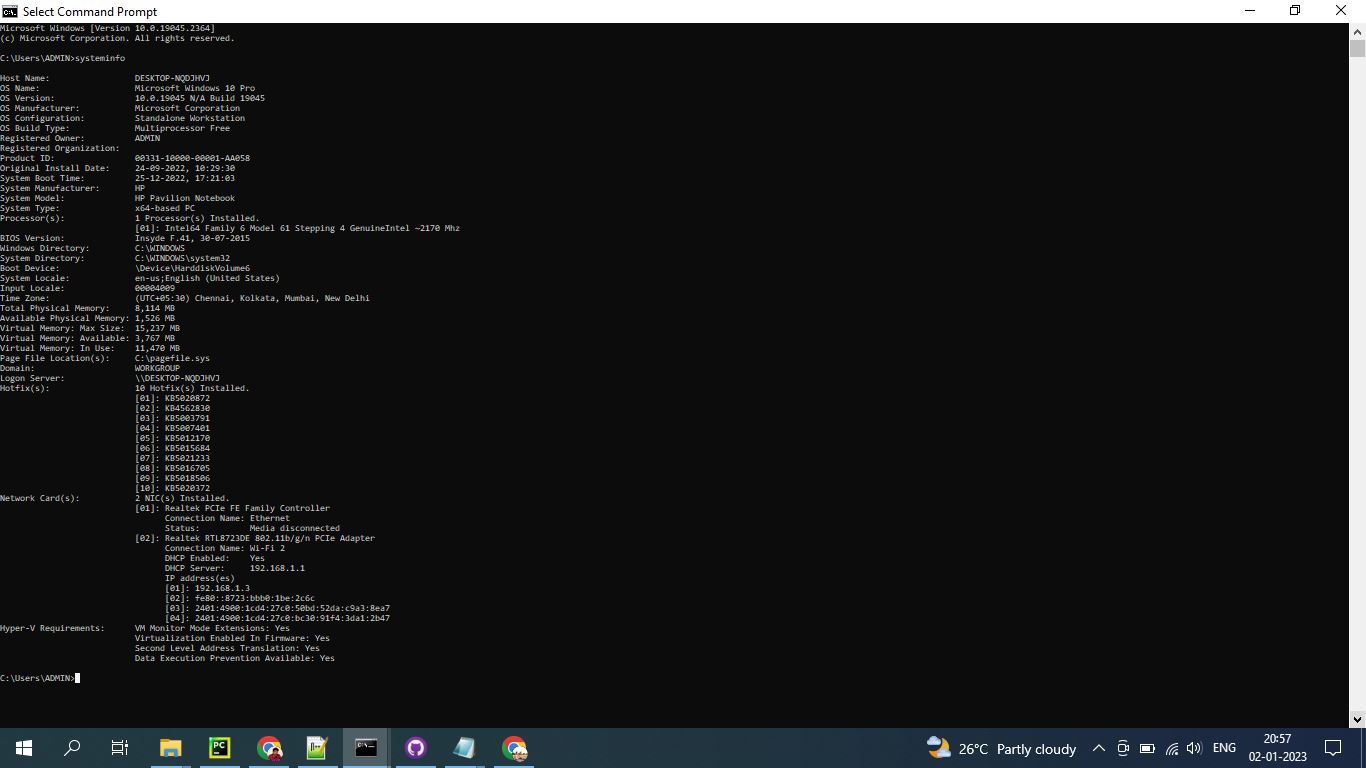 Select Command Prompt
Microsoft Windows [Version 10.0.19045.2364]
(c) Microsoft Corporation. All rights reserved.
C:\Users\ADMIN>systeminfo
Host Name: DESKTOP-NQDJHVJ
OS Name: Microsoft Windows 10 Pro
OS Version: 10.0.19045 N/A Build 19045
OS Manufacturer: Microsoft Corporation
OS Configuration: Standalone Workstation
OS Build Type: Multiprocessor Free
Registered Owner: ADMIN
Registered Organization:
Product ID: 00331-10000-00001-AA058
Original Install Date: 24-09-2022, 10:29:30
System Boot Time: 25-12-2022, 17:21:03
System Manufacturer: HP
System Model: HP Pavilion Notebook
System Type: x64-based PC
Processor(s): 1 Processor(s) Installed.
[01]: Intel64 Family 6 Model 61 Stepping 4 GenuineIntel ~2170 Mhz
BIOS Version: Insyde F.41, 30-07-2015
Windows Directory: C:\WINDOWS
System Directory: C:\WINDOWS\system32
Boot Device: \Device\HarddiskVolume6
System Locale: en-us;English (United States)
Input Locale: 00004009
Time Zone: (UTC+05:30) Chennai, Kolkata, Mumbai, New Delhi
Total Physical Memory: 8,114 MB
Available Physical Memory: 1,526 MB
Virtual Memory: Max Size: 15,237 MB
Virtual Memory: Available: 3,767 MB
Virtual Memory: In Use: 11,470 MB
Page File Location(s): C:\pagefile.sys
Domain: WORKGROUP
Logon Server: \\DESKTOP-NQDJHVJ
Hotfix(s): 10 Hotfix(s) Installed.
[01]: KB5020872
[02]: KB4562830
[03]: KB5003791
[04]: KB5007401
[05]: KB5012170
[06]: KB5015684
[07]: KB5021233
[08]: KB5016705
[09]: KB5018506
[10]: KB5020372
Network Card(s): 2 NIC(s) Installed.
[01]: Realtek PCIe FE Family Controller
Connection Name: Ethernet
Status: Media disconnected
[02]: Realtek RTL8723DE 802.11b/g/n PCIe Adapter
Connection Name: Wi-Fi 2
DHCP Enabled: Yes
DHCP Server: 192.168.1.1
IP address(es)
[01]: 192.168.1.3
[02]: fe80::8723:bbb0:1be:2c6c
[03]: 2401:4900:1cd4:27c0:50bd:52da:c9a3:8ea7
[04]: 2401:4900:1cd4:27c0:bc30:91f4:3da1:2b47
Hyper-V Requirements: VM Monitor Mode Extensions: Yes
Virtualization Enabled In Firmware: Yes
Second Level Address Translation: Yes
Data Execution Prevention Available: Yes
C:\Users\ADMIN>
26°C Partly cloudy
ENG
20:57
02-01-2023